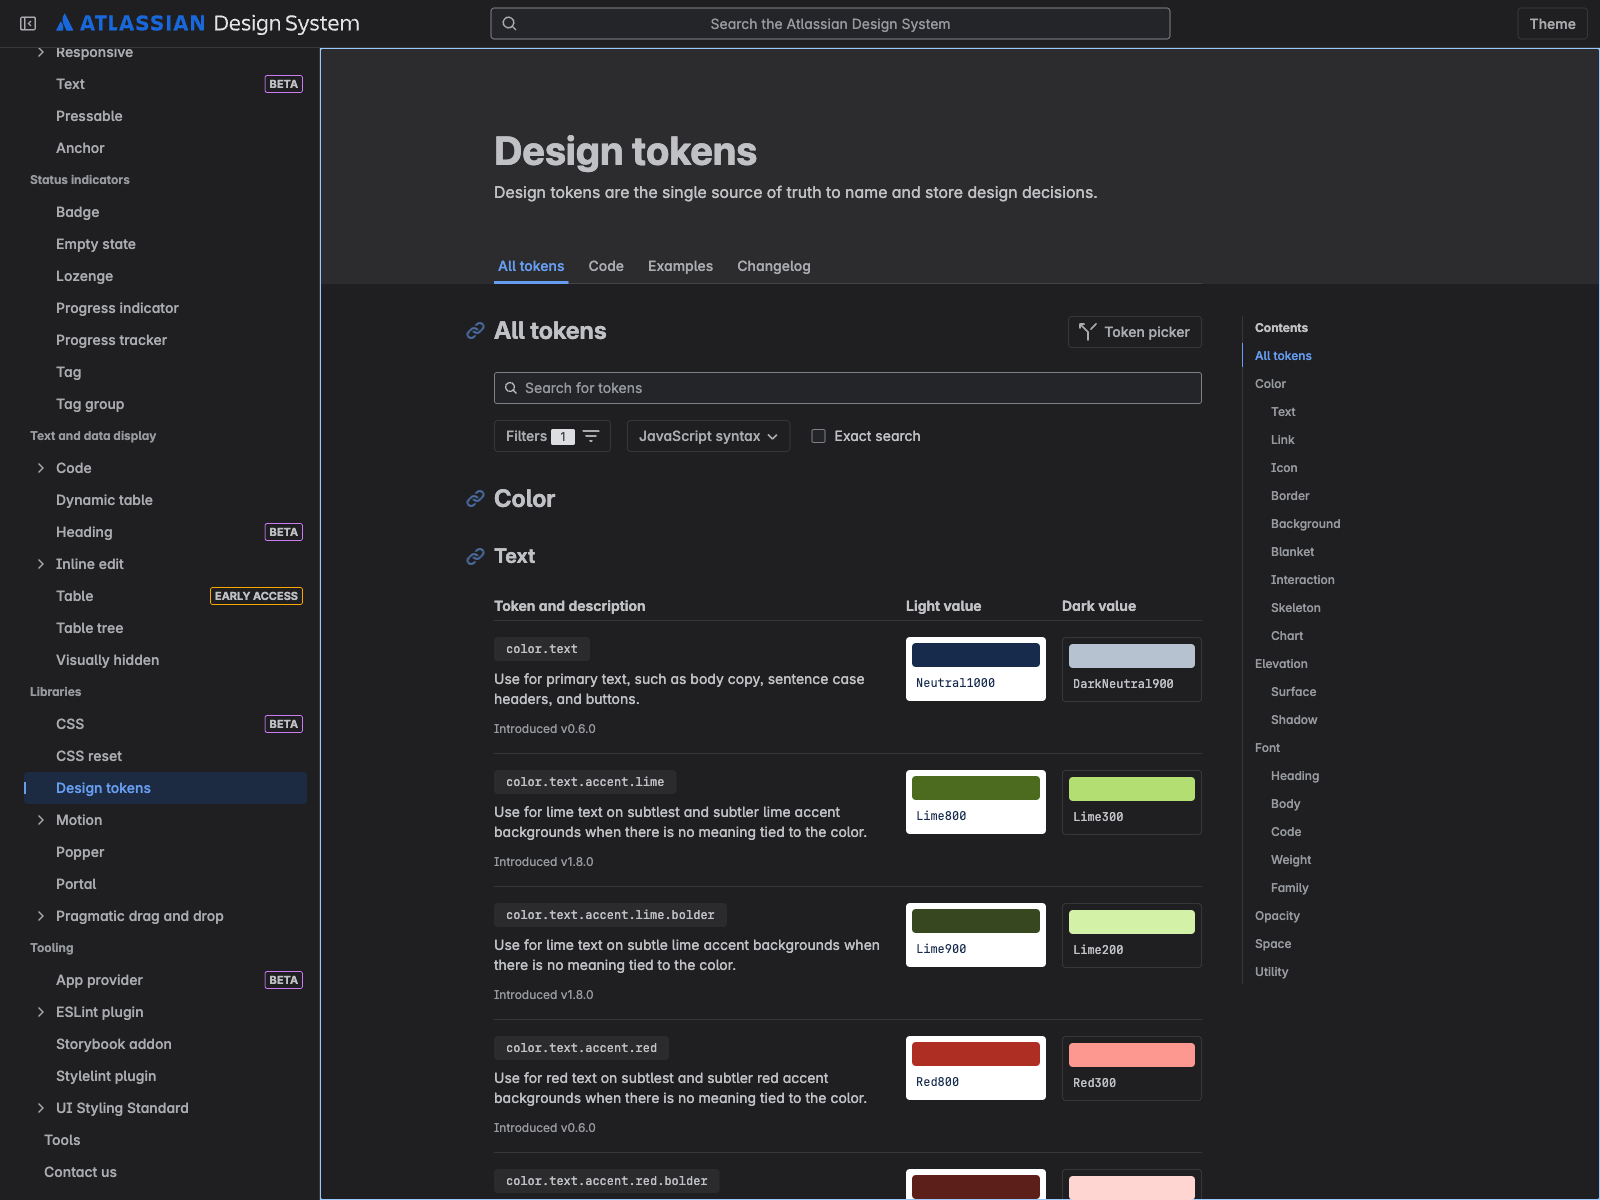 ATLASSIAN Design System
Search the Atlassian Design System
Theme
Responsive
Text BETA
Pressable
Anchor
Status indicators
Badge
Empty state
Lozenge
Progress indicator
Progress tracker
Tag
Tag group
Text and data display
Code
Dynamic table
Heading BETA
Inline edit
Table EARLY ACCESS
Table tree
Visually hidden
Libraries
CSS BETA
CSS reset
Design tokens
Motion
Popper
Portal
Pragmatic drag and drop
Tooling
App provider BETA
ESLint plugin
Storybook addon
Stylelint plugin
UI Styling Standard
Tools
Contact us
Design tokens
Design tokens are the single source of truth to name and store design decisions.
All tokens Code Examples Changelog
All tokens
Token picker
Search for tokens
Filters 1 JavaScript syntax Exact search
Color
Text
Token and description Light value Dark value
color.text
Use for primary text, such as body copy, sentence case
headers, and buttons.
Introduced v0.6.0
Neutral1000 DarkNeutral900
color.text.accent.lime
Use for lime text on subtlest and subtler lime accent
backgrounds when there is no meaning tied to the color.
Introduced v1.8.0
Lime800 Lime300
color.text.accent.lime.bolder
Use for lime text on subtle lime accent backgrounds when
there is no meaning tied to the color.
Introduced v1.8.0
Lime900 Lime200
color.text.accent.red
Use for red text on subtlest and subtler red accent
backgrounds when there is no meaning tied to the color.
Introduced v0.6.0
Red800 Red300
color.text.accent.red.bolder
Contents
All tokens
Color
Text
Link
Icon
Border
Background
Blanket
Interaction
Skeleton
Chart
Elevation
Surface
Shadow
Font
Heading
Body
Code
Weight
Family
Opacity
Space
Utility